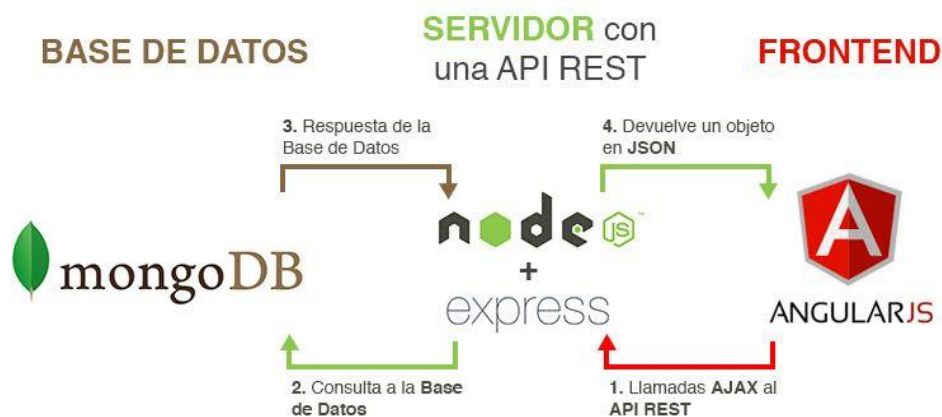 BASE DE DATOS
SERVIDOR con
una API REST
FRONTEND
3. Respuesta de la
Base de Datos
4. Devuelve un objeto
en JSON
mongoDB
node JS™
+
express
A
ANGULARJS
2. Consulta a la Base
de Datos
1. Llamadas AJAX al
API REST